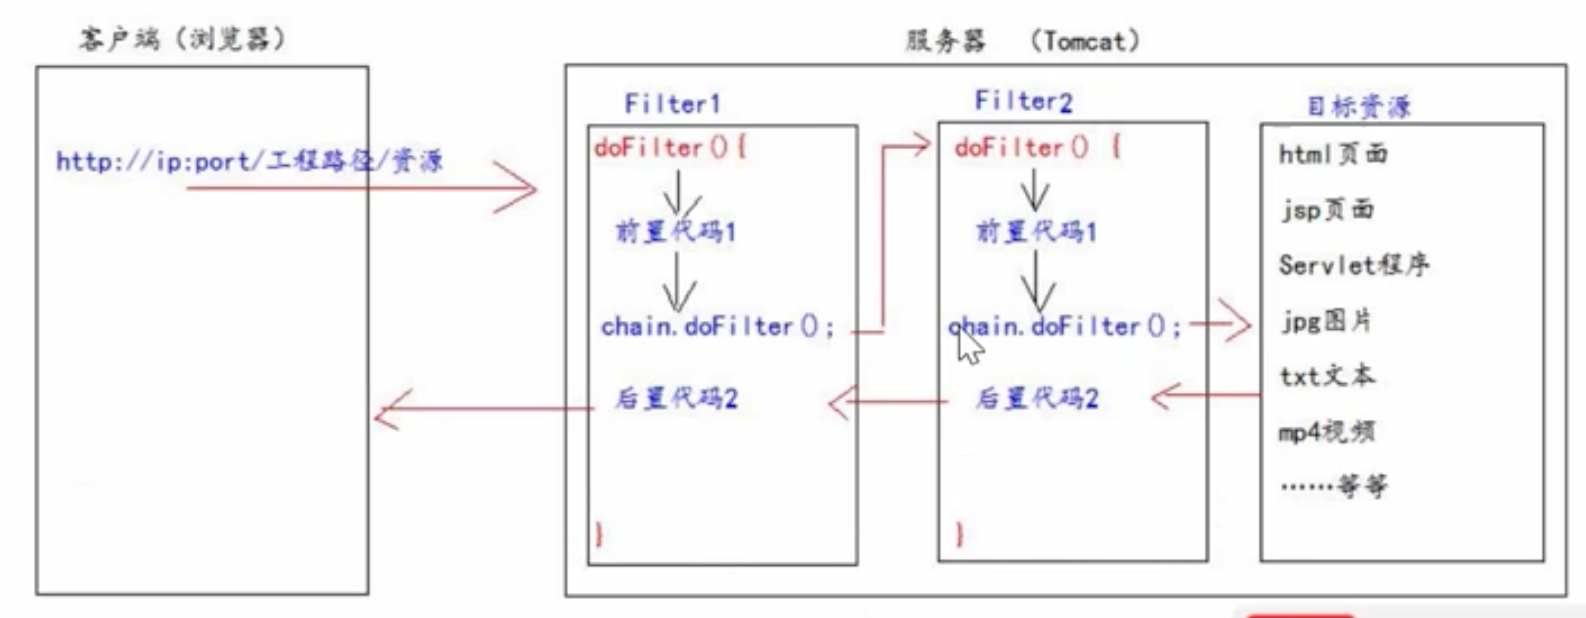 客户端（浏览器）
http://ip:port/工程路径/资源
服务器 （Tomcat）
Filter1
doFilter(){
前置代码1
chain.doFilter();
后置代码2
}
Filter2
doFilter() {
前置代码1
chain.doFilter();
后置代码2
}
目标资源
html页面
jsp页面
Servlet程序
jpg图片
txt文本
mp4视频
……等等